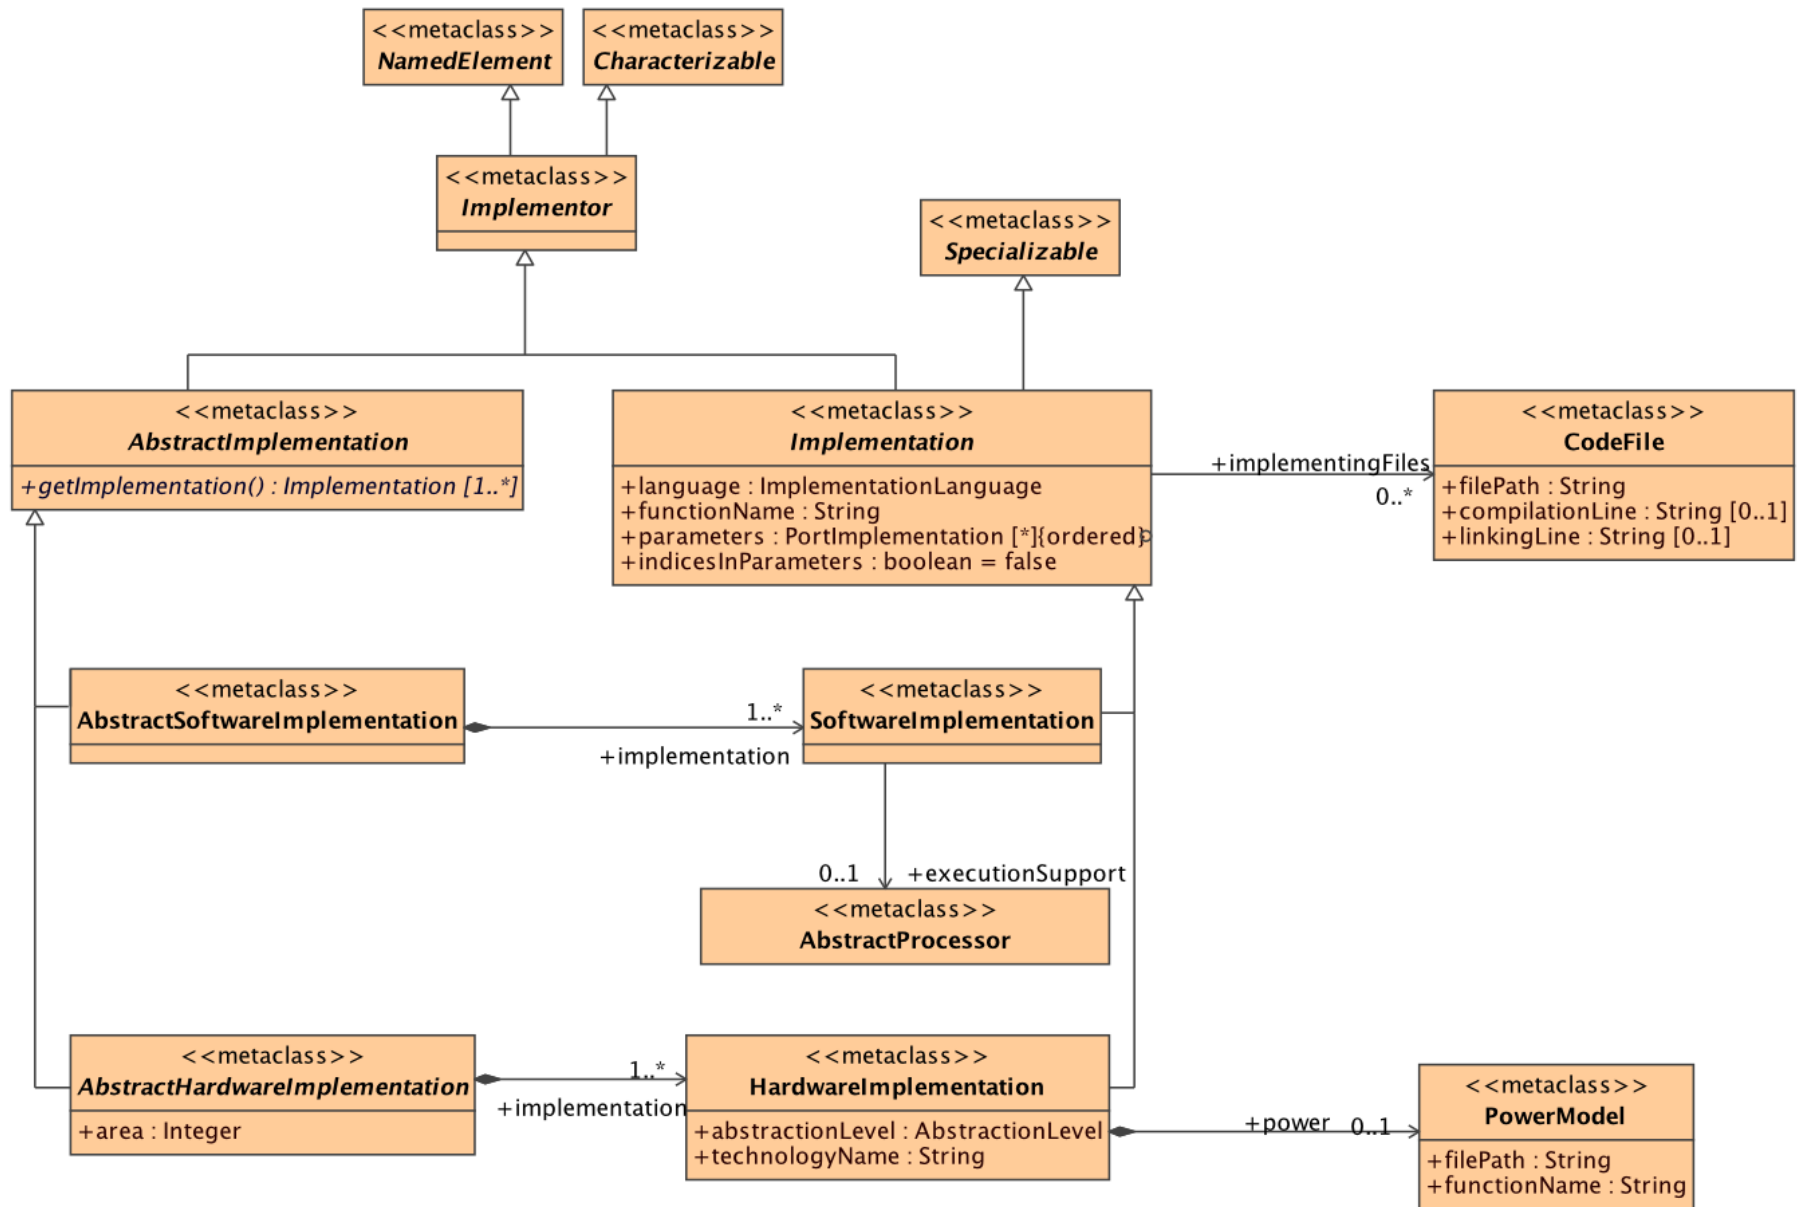 <<metaclass>>
NamedElement
<<metaclass>>
Characterizable
<<metaclass>>
Implementor
<<metaclass>>
Specializable
<<metaclass>>
AbstractImplementation
+getImplementation() : Implementation [1..*]
<<metaclass>>
Implementation
+language : ImplementationLanguage
+functionName : String
+parameters : PortImplementation [*]{ordered}
+indicesInParameters : boolean = false
+implementingFiles
0..*
<<metaclass>>
CodeFile
+filePath : String
+compilationLine : String [0..1]
+linkingLine : String [0..1]
<<metaclass>>
AbstractSoftwareImplementation
1..*
+implementation
<<metaclass>>
SoftwareImplementation
0..1
+executionSupport
<<metaclass>>
AbstractProcessor
<<metaclass>>
AbstractHardwareImplementation
+area : Integer
1..*
+implementation
<<metaclass>>
HardwareImplementation
+abstractionLevel : AbstractionLevel
+technologyName : String
+power
0..1
<<metaclass>>
PowerModel
+filePath : String
+functionName : String